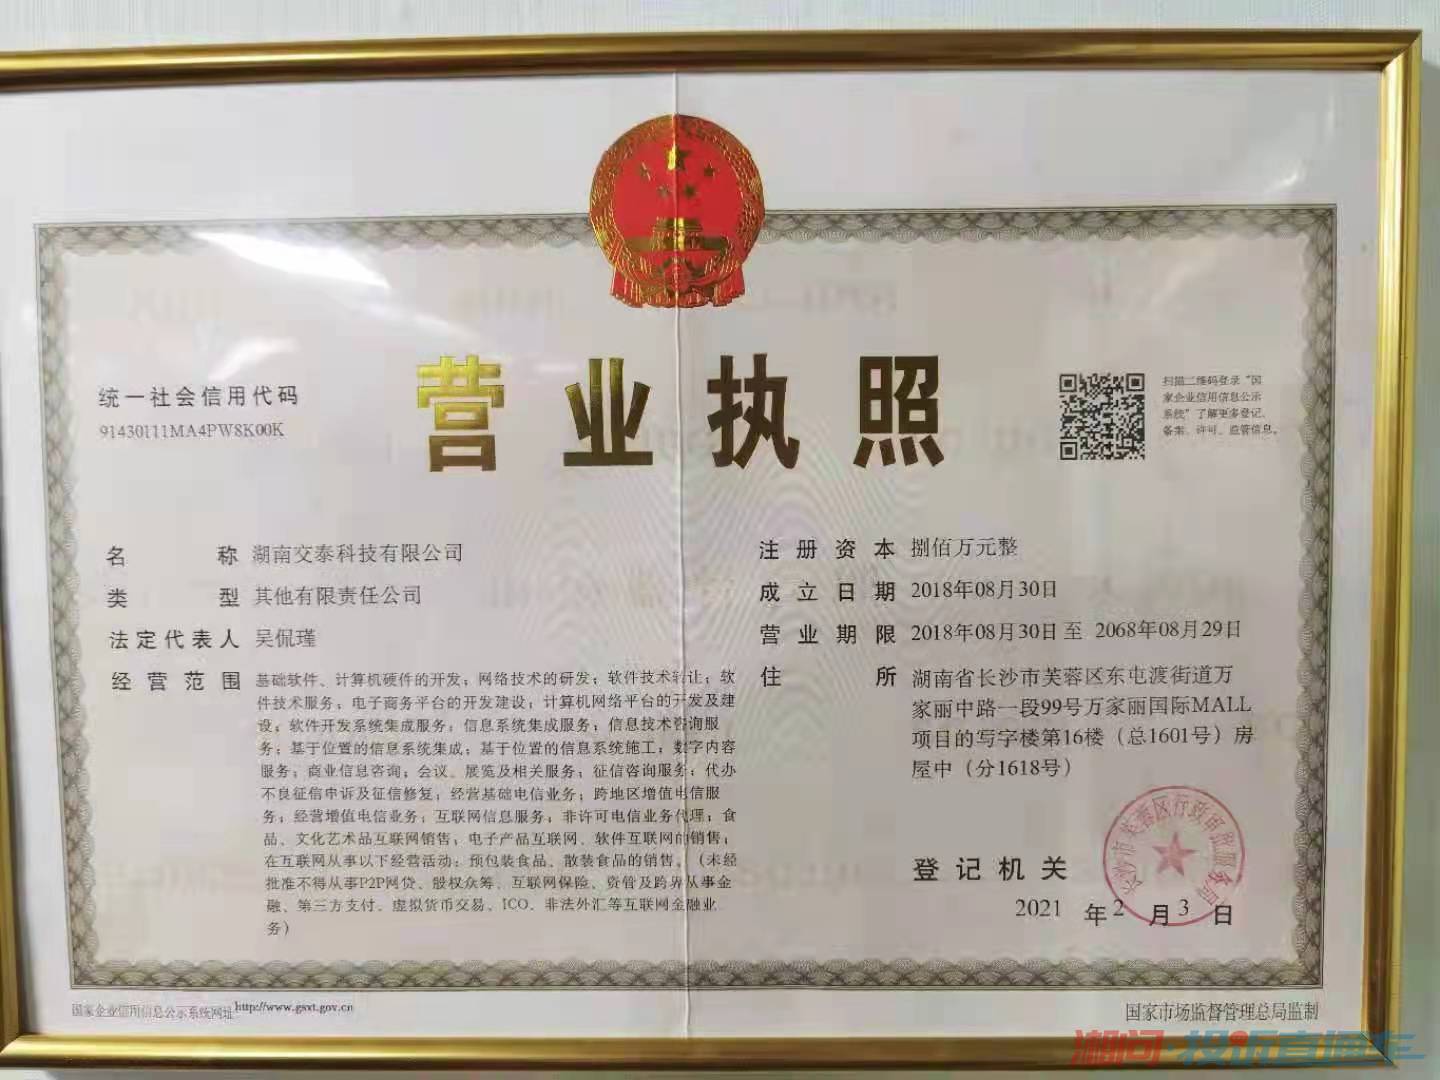 营业执照
统一社会信用代码
91430111MA4PW8K00K
扫描二维码登录“国
家企业信用信息公示
系统”了解更多登记、
备案、许可、监管信息。
名称 湖南交泰科技有限公司
类型 其他有限责任公司
法定代表人 吴侃瑾
经营范围 基础软件、计算机硬件的开发；网络技术的研发；软件技术转让；软
件技术服务；电子商务平台的开发建设；计算机网络平台的开发及建
设；软件开发系统集成服务；信息系统集成服务；信息技术咨询服
务；基于位置的信息系统集成；基于位置的信息系统施工；数字内容
服务；商业信息咨询；会议、展览及相关服务；征信咨询服务；代办
不良征信申诉及征信修复；经营基础电信业务；跨地区增值电信服
务；经营增值电信业务；互联网信息服务；非许可电信业务代理；食
品、文化艺术品互联网销售；电子产品互联网、软件互联网的销售；
在互联网从事以下经营活动：预包装食品、散装食品的销售。（未经
批准不得从事P2P网贷、股权众筹、互联网保险、资管及跨界从事金
融、第三方支付、虚拟货币交易、ICO、非法外汇等互联网金融业
务）
注册资本 捌佰万元整
成立日期 2018年08月30日
营业期限 2018年08月30日至 2068年08月29日
住所 湖南省长沙市芙蓉区东屯渡街道万
家丽中路一段99号万家丽国际MALL
项目的写字楼第16楼（总1601号）房
屋中（分1618号）
登记机关
长沙市芙蓉区行政审批服务局
2021 年 2 月 3 日
国家企业信用信息公示系统网址 http://www.gsxt.gov.cn
国家市场监督管理总局监制
湘问·投诉直通车